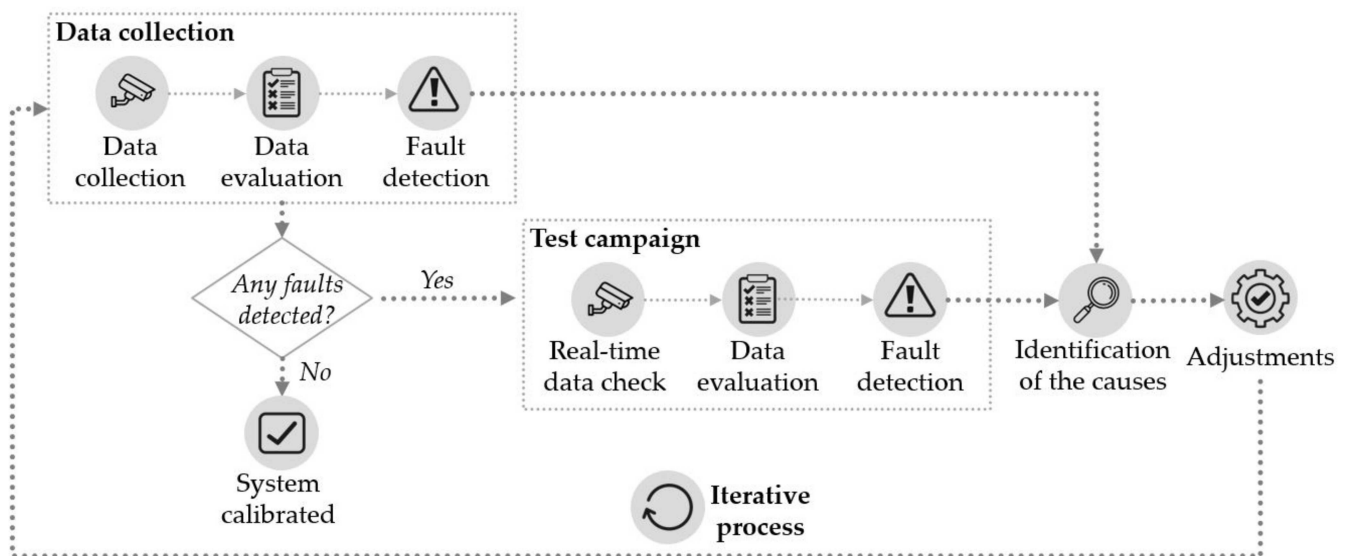 Data collection
Data
collection
Data
evaluation
Fault
detection
Any faults
detected?
Yes
No
System
calibrated
Test campaign
Real-time
data check
Data
evaluation
Fault
detection
Identification
of the causes
Adjustments
Iterative
process